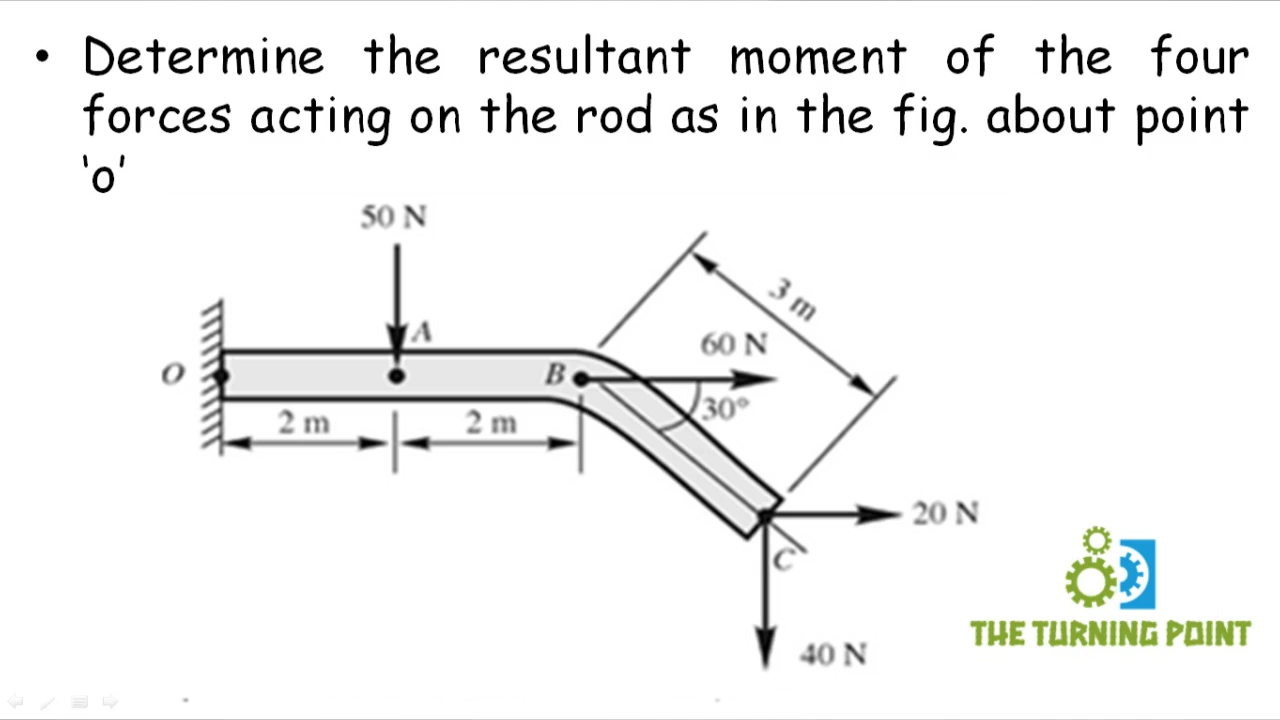 • Determine the resultant moment of the four
forces acting on the rod as in the fig. about point
'o'
50 N
3 m
A
60 N
O
B
30°
2 m
2 m
20 N
C
THE TURNING POINT
40 N